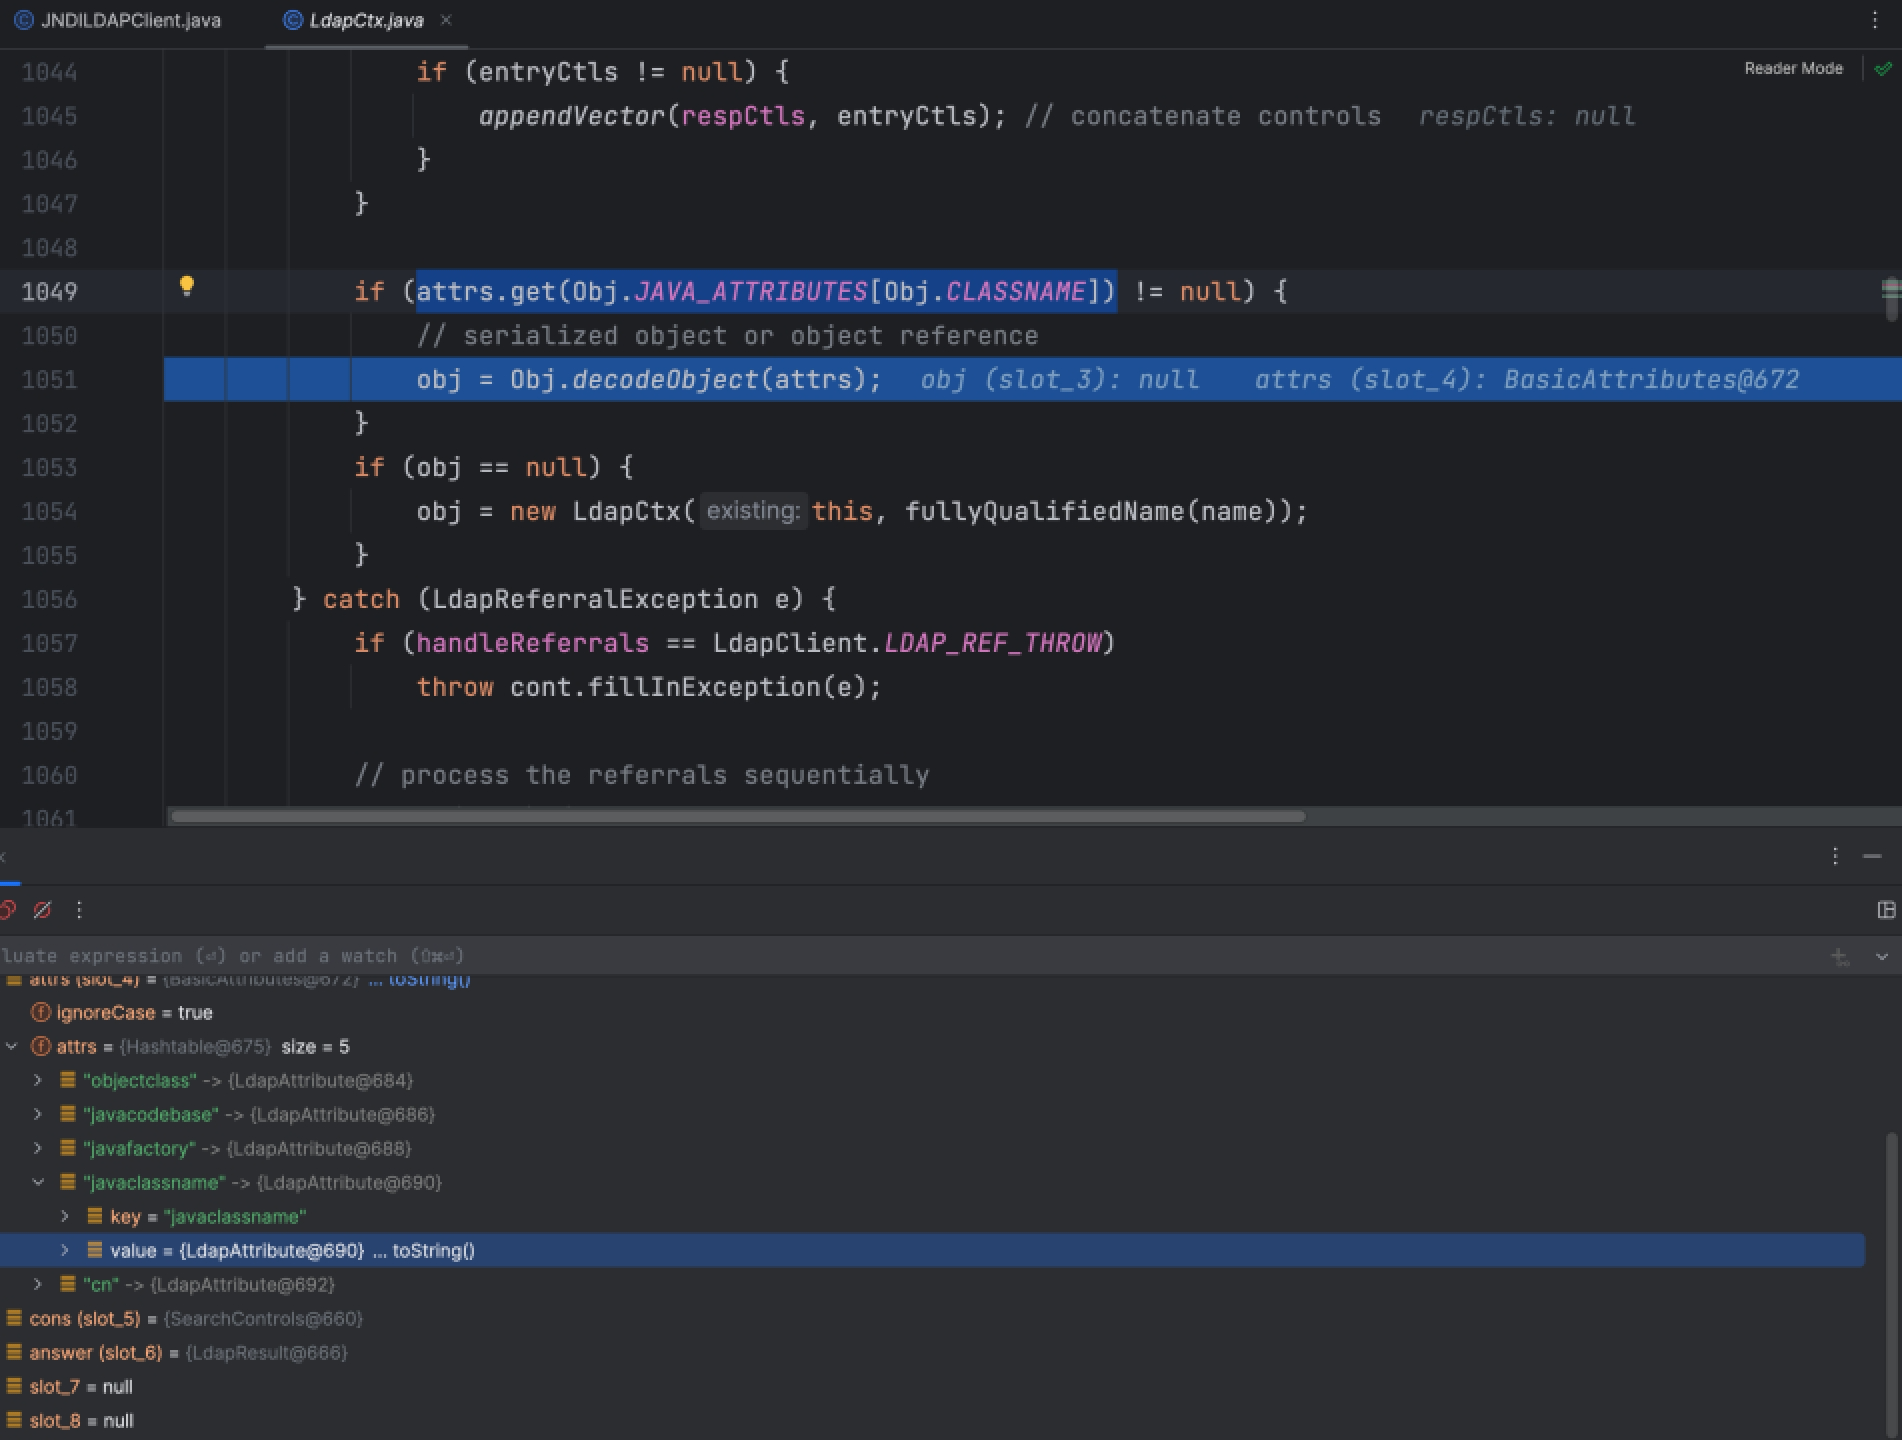 JNDILDAPClient.java LdapCtx.java
Reader Mode
1044 if (entryCtls != null) {
1045 appendVector(respCtls, entryCtls); // concatenate controls respCtls: null
1046 }
1047 }
1048
1049 if (attrs.get(Obj.JAVA_ATTRIBUTES[Obj.CLASSNAME]) != null) {
1050 // serialized object or object reference
1051 obj = Obj.decodeObject(attrs); obj (slot_3): null attrs (slot_4): BasicAttributes@672
1052 }
1053 if (obj == null) {
1054 obj = new LdapCtx( existing: this, fullyQualifiedName(name));
1055 }
1056 } catch (LdapReferralException e) {
1057 if (handleReferrals == LdapClient.LDAP_REF_THROW)
1058 throw cont.fillInException(e);
1059
1060 // process the referrals sequentially
1061
luate expression (⏎) or add a watch (⇧⌘⏎)
attrs (slot_4) = {BasicAttributes@672} ... toString()
ignoreCase = true
attrs = {Hashtable@675} size = 5
"objectclass" -> {LdapAttribute@684}
"javacodebase" -> {LdapAttribute@686}
"javafactory" -> {LdapAttribute@688}
"javaclassname" -> {LdapAttribute@690}
key = "javaclassname"
value = {LdapAttribute@690} ... toString()
"cn" -> {LdapAttribute@692}
cons (slot_5) = {SearchControls@660}
answer (slot_6) = {LdapResult@666}
slot_7 = null
slot_8 = null